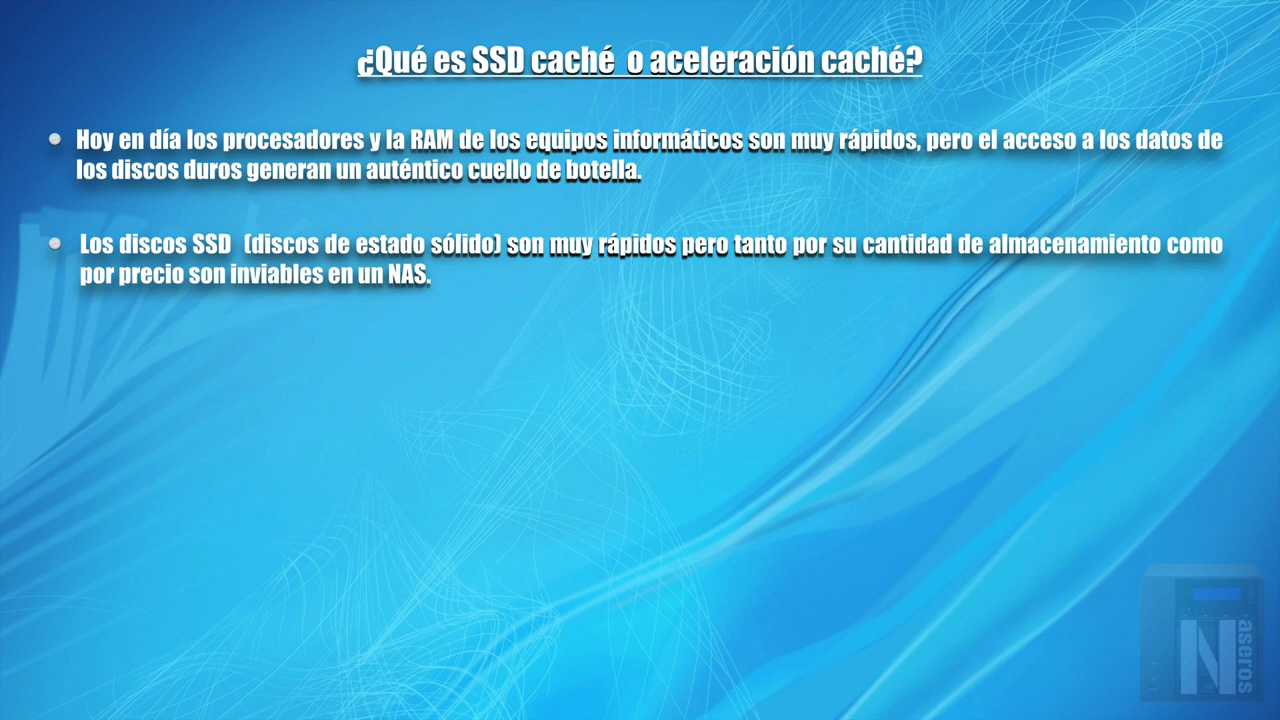 ¿Qué es SSD caché  o aceleración caché?
Hoy en día los procesadores y la RAM de los equipos informáticos son muy rápidos, pero el acceso a los datos de
los discos duros generan un auténtico cuello de botella.
Los discos SSD  (discos de estado sólido) son muy rápidos pero tanto por su cantidad de almacenamiento como
por precio son inviables en un NAS.
Naseros